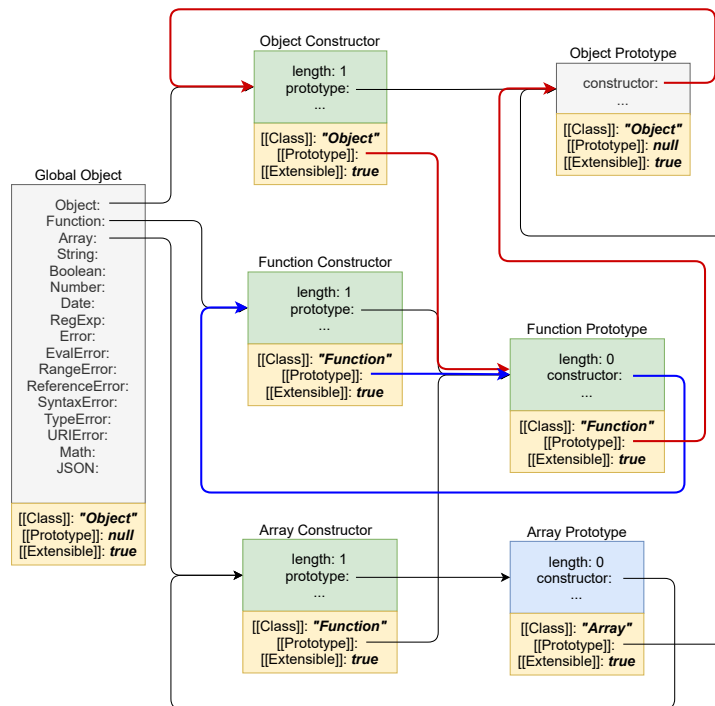 Object Constructor
length: 1
prototype:
...
[[Class]]: "Object"
[[Prototype]]:
[[Extensible]]: true
Object Prototype
constructor:
...
[[Class]]: "Object"
[[Prototype]]: null
[[Extensible]]: true
Global Object
Object:
Function:
Array:
String:
Boolean:
Number:
Date:
RegExp:
Error:
EvalError:
RangeError:
ReferenceError:
SyntaxError:
TypeError:
URIError:
Math:
JSON:
[[Class]]: "Object"
[[Prototype]]: null
[[Extensible]]: true
Function Constructor
length: 1
prototype:
...
[[Class]]: "Function"
[[Prototype]]:
[[Extensible]]: true
Function Prototype
length: 0
constructor:
...
[[Class]]: "Function"
[[Prototype]]:
[[Extensible]]: true
Array Constructor
length: 1
prototype:
...
[[Class]]: "Function"
[[Prototype]]:
[[Extensible]]: true
Array Prototype
length: 0
constructor:
...
[[Class]]: "Array"
[[Prototype]]:
[[Extensible]]: true